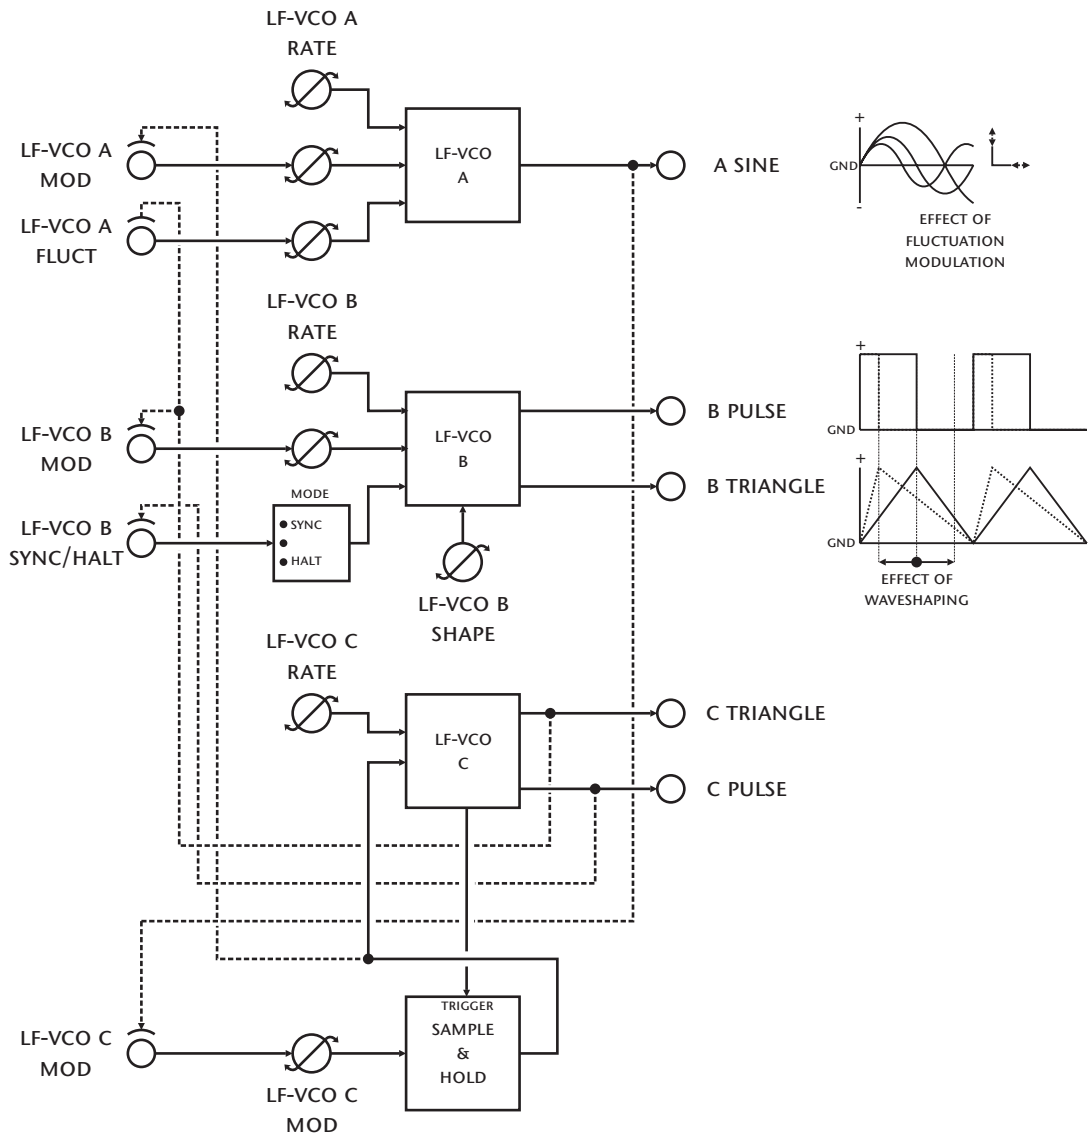 LF-VCO A
RATE
LF-VCO A
MOD
LF-VCO
A
A SINE
+
GND
-
EFFECT OF
FLUCTUATION
MODULATION
LF-VCO A
FLUCT
LF-VCO B
RATE
LF-VCO B
MOD
LF-VCO
B
B PULSE
B TRIANGLE
+
GND
+
GND
EFFECT OF
WAVESHAPING
LF-VCO B
SYNC/HALT
MODE
SYNC
HALT
LF-VCO B
SHAPE
LF-VCO C
RATE
LF-VCO
C
C TRIANGLE
C PULSE
LF-VCO C
MOD
LF-VCO C
MOD
TRIGGER
SAMPLE
&
HOLD